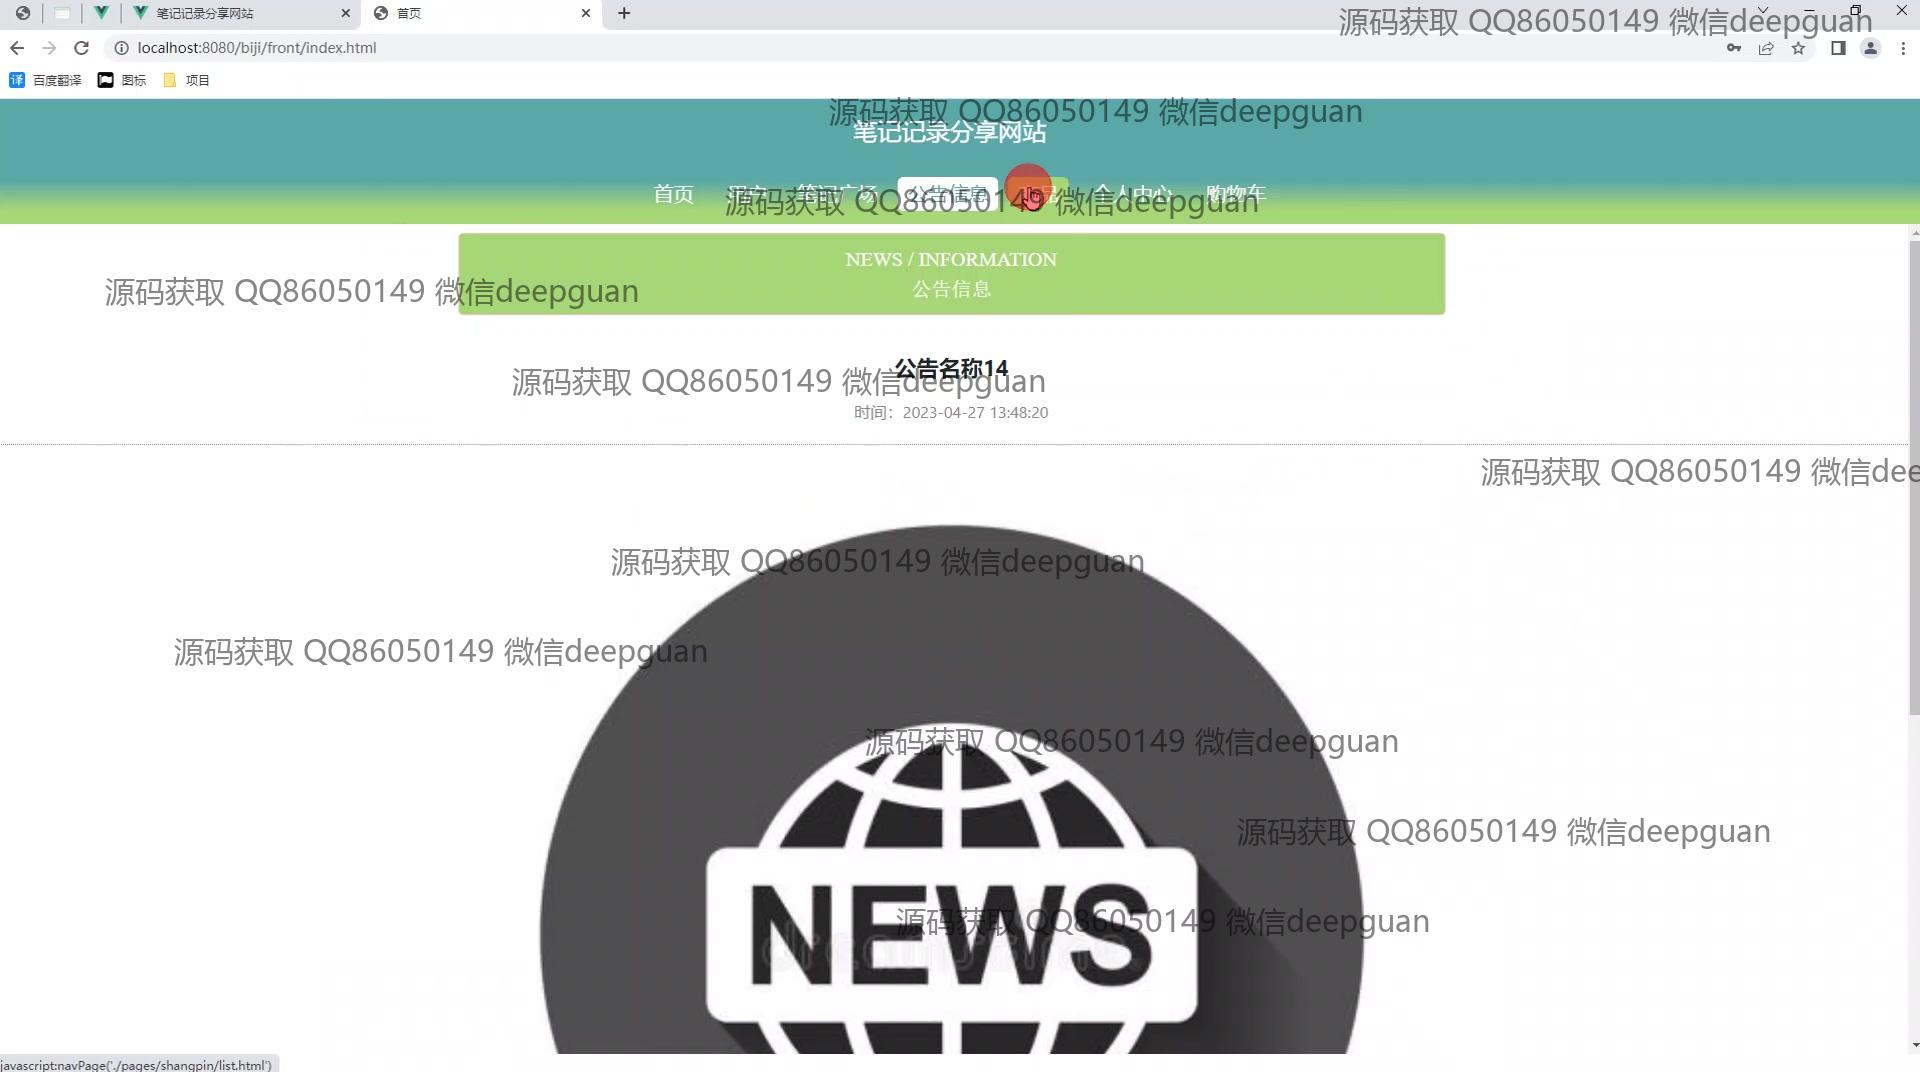 笔记记录分享网站
首页
源码获取 QQ86050149 微信deepguan
localhost:8080/biji/front/index.html
百度翻译
图标
项目
源码获取 QQ86050149 微信deepguan
笔记记录分享网站
首页
笔记广场
公告信息
个人中心
购物车
源码获取 QQ86050149 微信deepguan
NEWS / INFORMATION
公告信息
源码获取 QQ86050149 微信deepguan
公告名称14
源码获取 QQ86050149 微信deepguan
时间：2023-04-27 13:48:20
源码获取 QQ86050149 微信dee
源码获取 QQ86050149 微信deepguan
源码获取 QQ86050149 微信deepguan
源码获取 QQ86050149 微信deepguan
源码获取 QQ86050149 微信deepguan
NEWS
源码获取 QQ86050149 微信deepguan
javascript:navPage('./pages/shangpin/list.html')